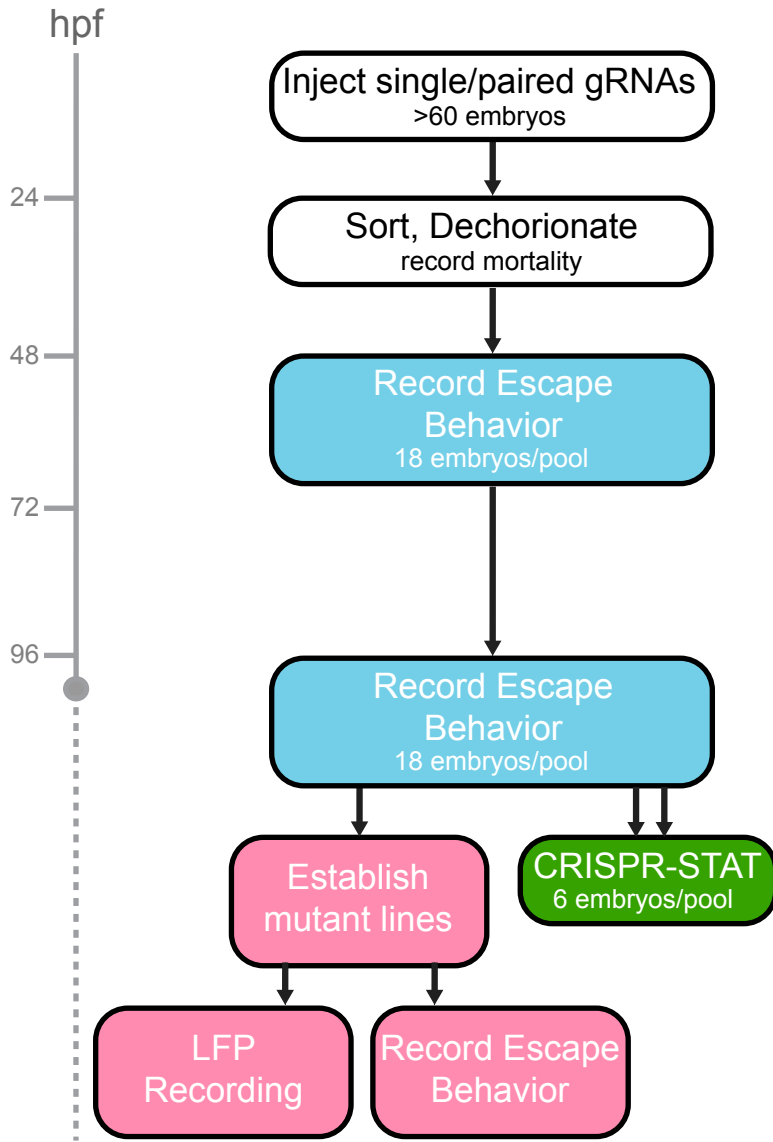 hpf
Inject single/paired gRNAs
>60 embryos
24
Sort, Dechorionate
record mortality
48
Record Escape
Behavior
18 embryos/pool
72
96
Record Escape
Behavior
18 embryos/pool
Establish
mutant lines
CRISPR-STAT
6 embryos/pool
LFP
Recording
Record Escape
Behavior